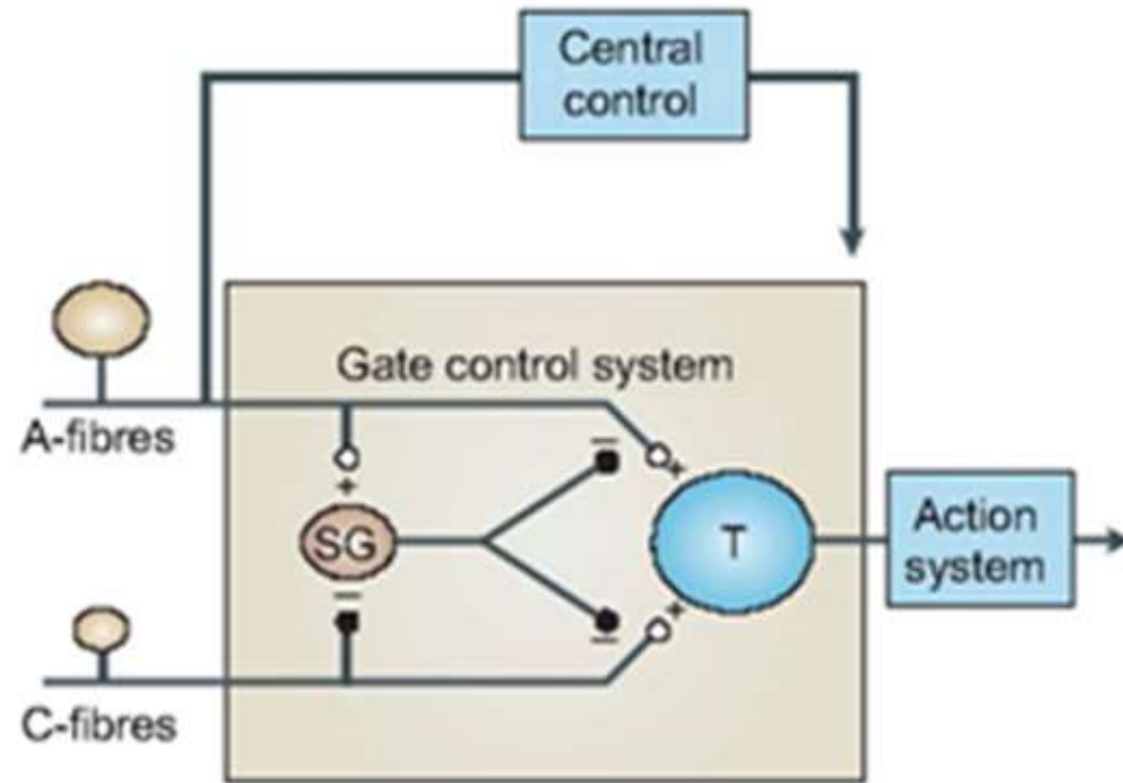 Central
control
Gate control system
A-fibres
–
+
+
SG
T
Action
system
–
–
+
C-fibres